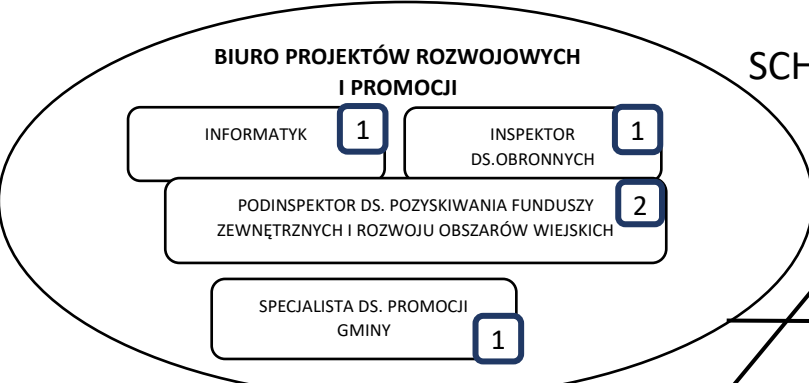 BIURO PROJEKTÓW ROZWOJOWYCH
I PROMOCJI
SCH
INFORMATYK
1
INSPEKTOR
DS.OBRONNYCH
1
PODINSPEKTOR DS. POZYSKIWANIA FUNDUSZY
ZEWNĘTRZNYCH I ROZWOJU OBSZARÓW WIEJSKICH
2
SPECJALISTA DS. PROMOCJI
GMINY
1